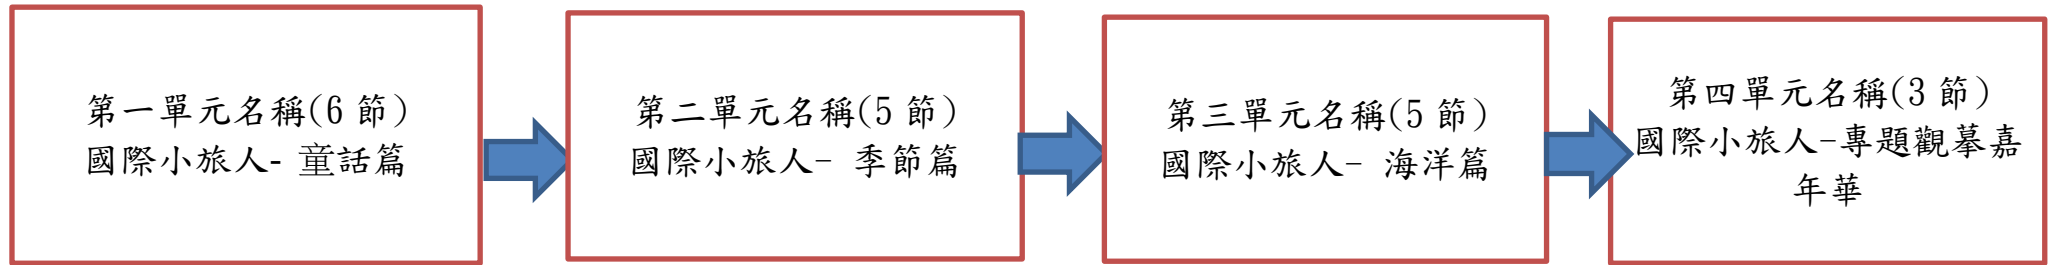 第一單元名稱(6 節)
國際小旅人- 童話篇
第二單元名稱(5 節)
國際小旅人- 季節篇
第三單元名稱(5 節)
國際小旅人- 海洋篇
第四單元名稱(3 節)
國際小旅人-專題觀摹嘉
年華